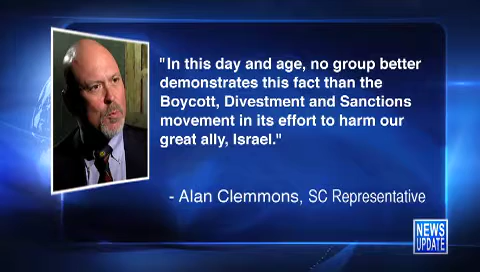 "In this day and age, no group better
demonstrates this fact than the
Boycott, Divestment and Sanctions
movement in its effort to harm our
great ally, Israel."
- Alan Clemmons, SC Representative
NEWS
UPDATE